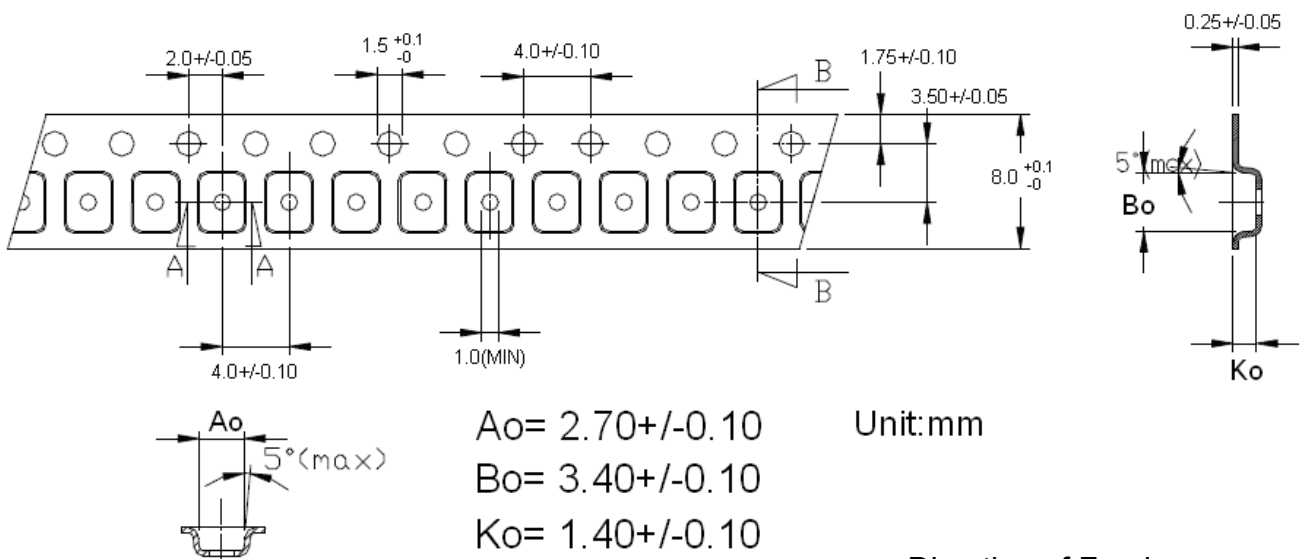 0.25+/-0.05
2.0+/-0.05
1.5 +0.1 -0
4.0+/-0.10
B
1.75+/-0.10
3.50+/-0.05
8.0 +0.1 -0
5°(max)
Bo
A
A
B
1.0(MIN)
4.0+/-0.10
Ko
Ao
5°(max)
Ao= 2.70+/-0.10
Unit:mm
Bo= 3.40+/-0.10
Ko= 1.40+/-0.10
Direction of